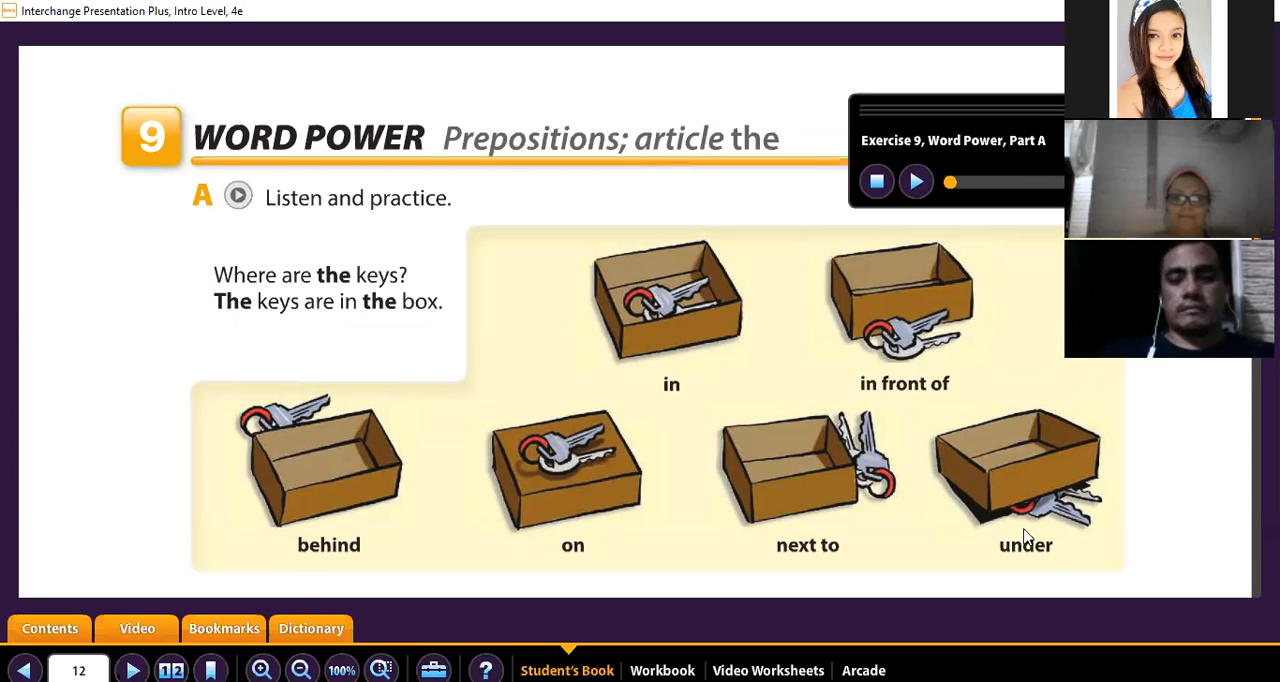 Interchange Presentation Plus, Intro Level, 4e
9 WORD POWER Prepositions; article the
Exercise 9, Word Power, Part A
A Listen and practice.
Where are the keys?
The keys are in the box.
in
in front of
behind
on
next to
under
Contents Video Bookmarks Dictionary
12 12 100% ? Student's Book Workbook Video Worksheets Arcade